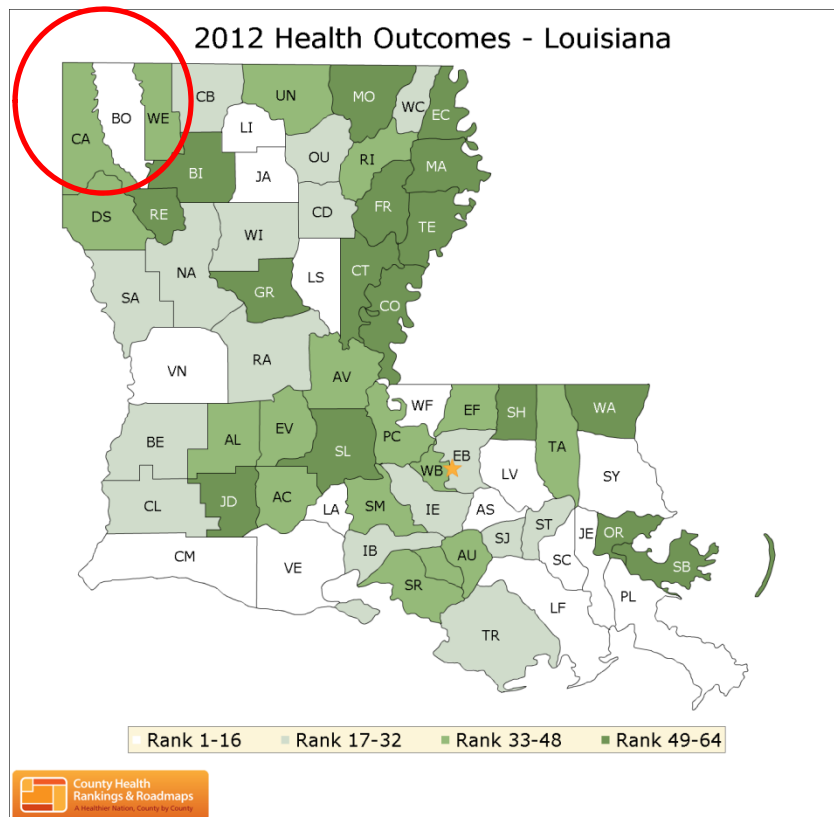 2012 Health Outcomes - Louisiana
CB UN MO WC EC
BO WE
CA LI
OU RI MA
BI JA
DS RE CD FR TE
WI
NA LS CT
SA GR CO
RA
VN AV
WF EF SH WA
BE AL EV PC
SL EB TA
WB LV SY
CL JD AC SM IE AS
LA
CM VE IB SJ ST JE OR
SC SB
AU
SR LF PL
TR
Rank 1-16 Rank 17-32 Rank 33-48 Rank 49-64
County Health
Rankings & Roadmaps
A Healthier Nation, County by County